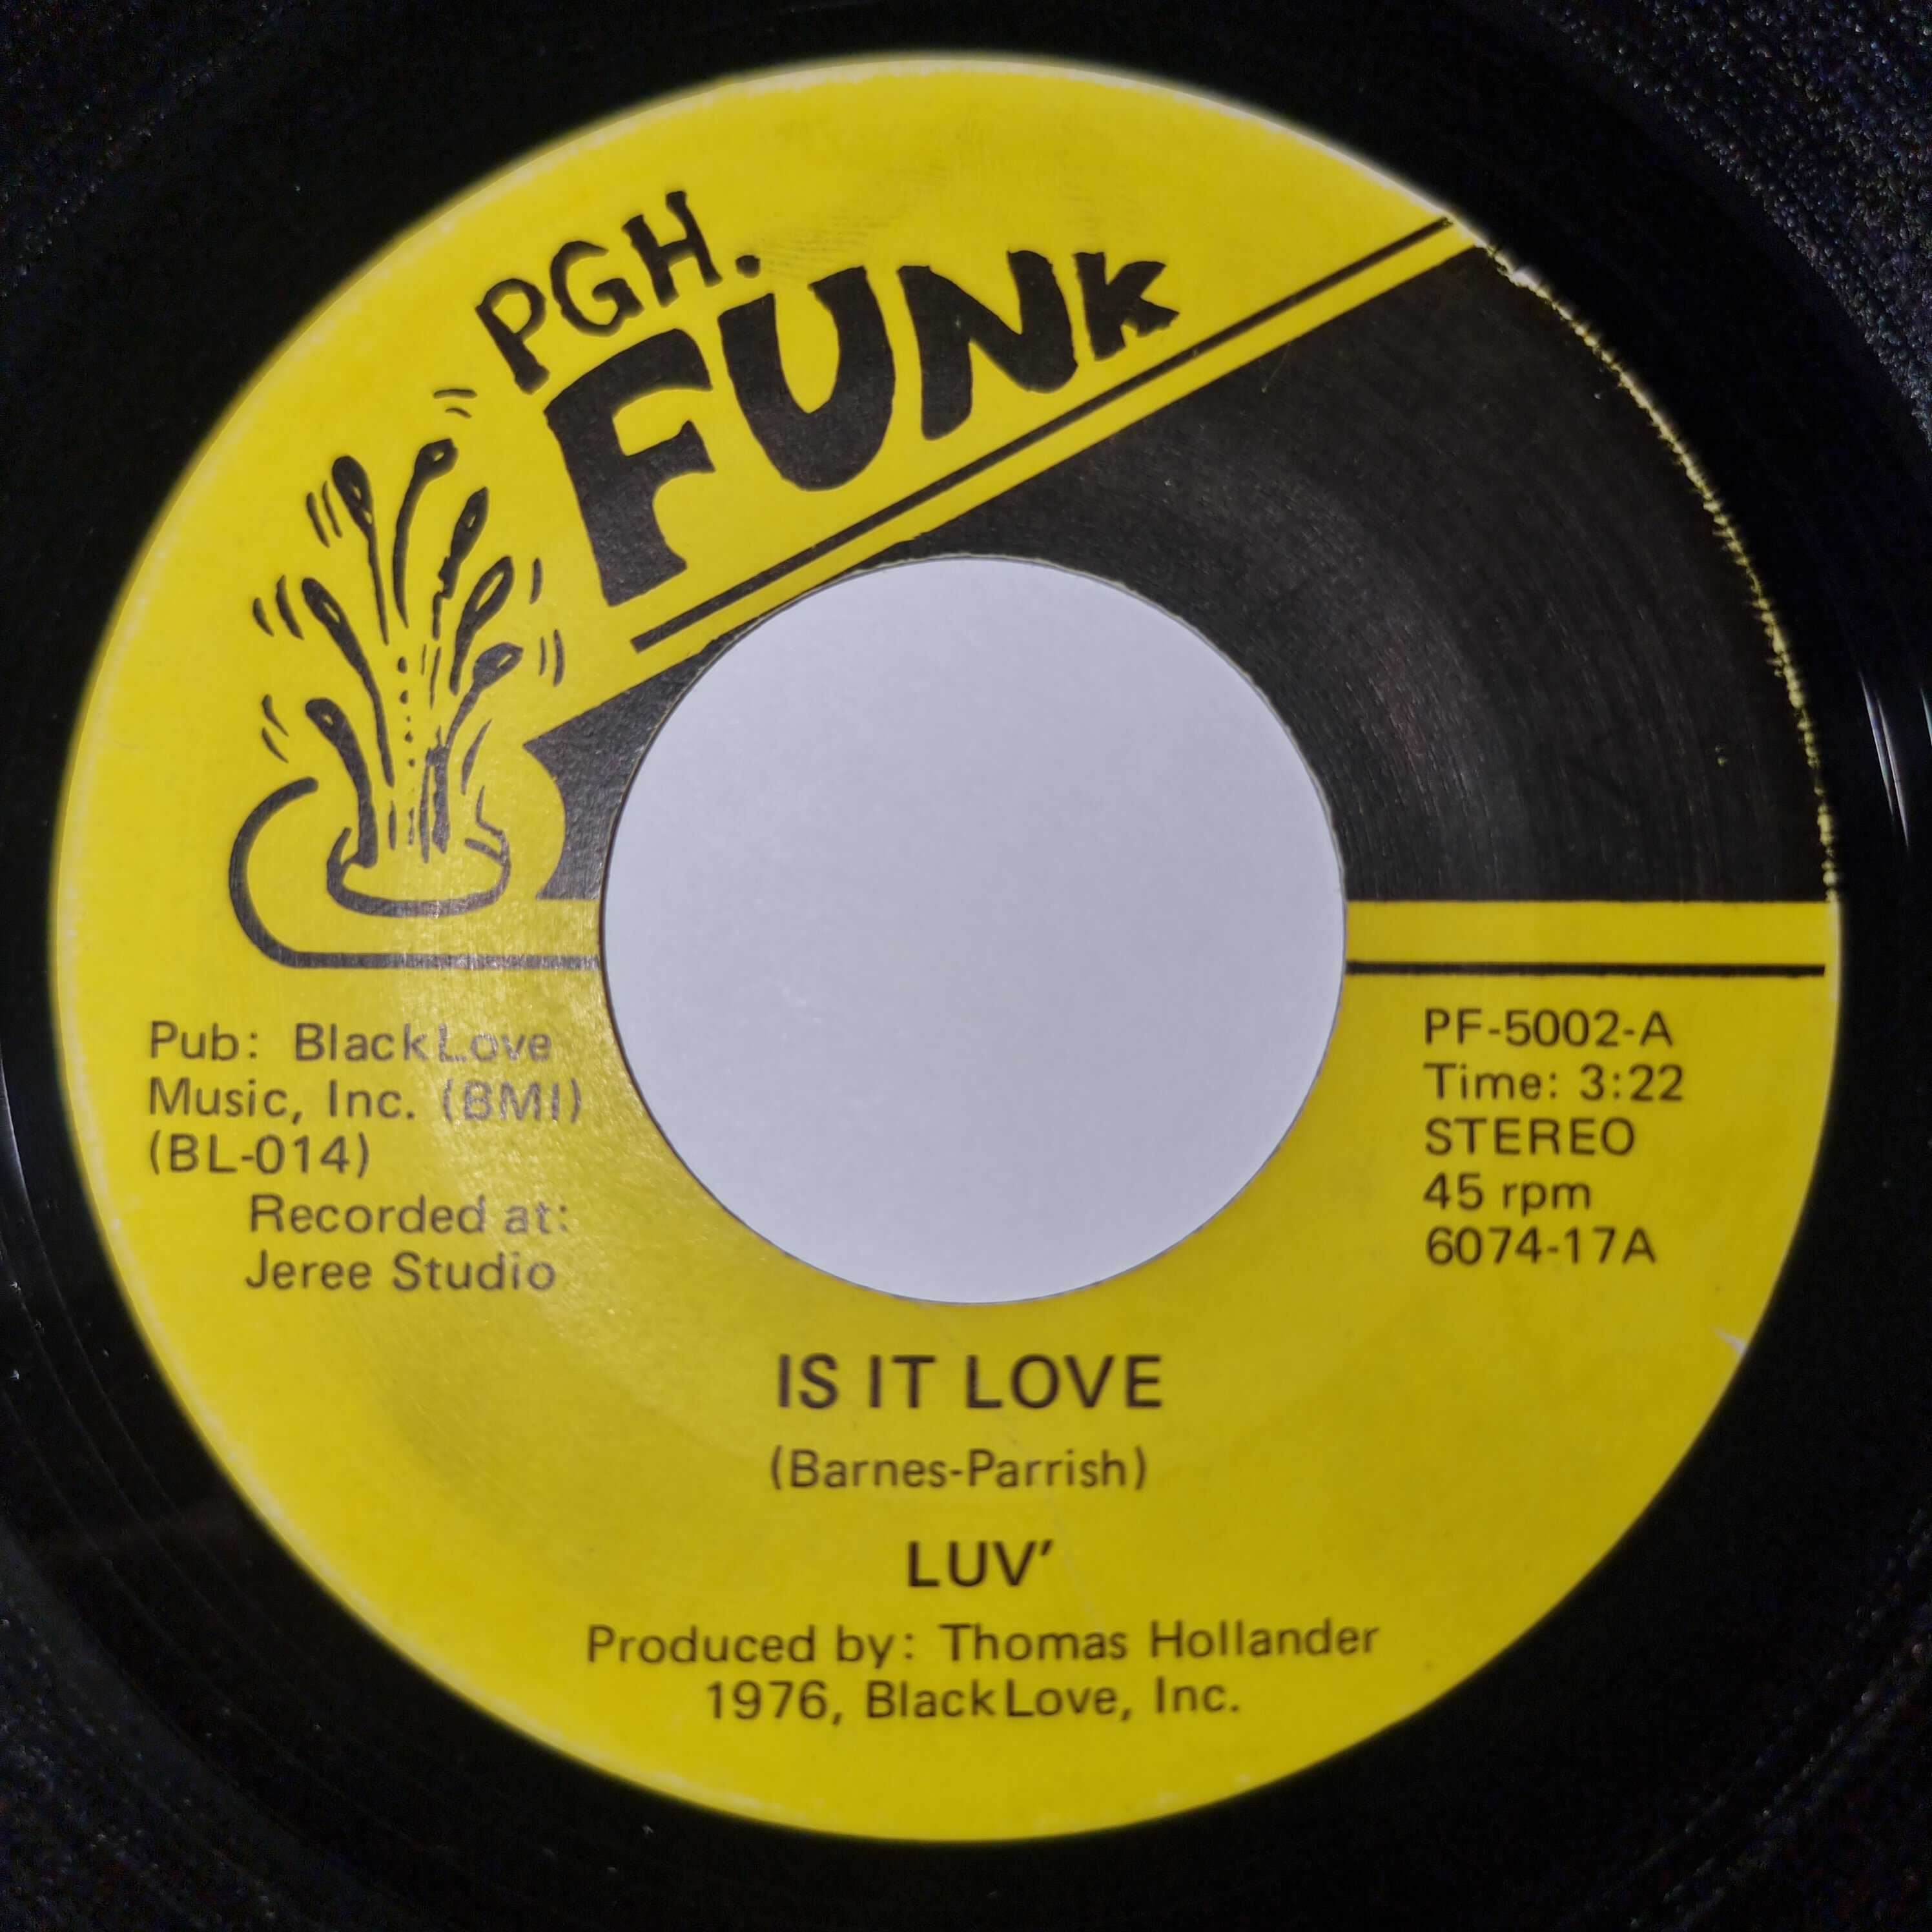 PGH.
FUNK
Pub: BlackLove
Music, Inc. (BMI)
(BL-014)
Recorded at:
Jeree Studio
PF-5002-A
Time: 3:22
STEREO
45 rpm
6074-17A
IS IT LOVE
(Barnes-Parrish)
LUV'
Produced by: Thomas Hollander
1976, BlackLove, Inc.